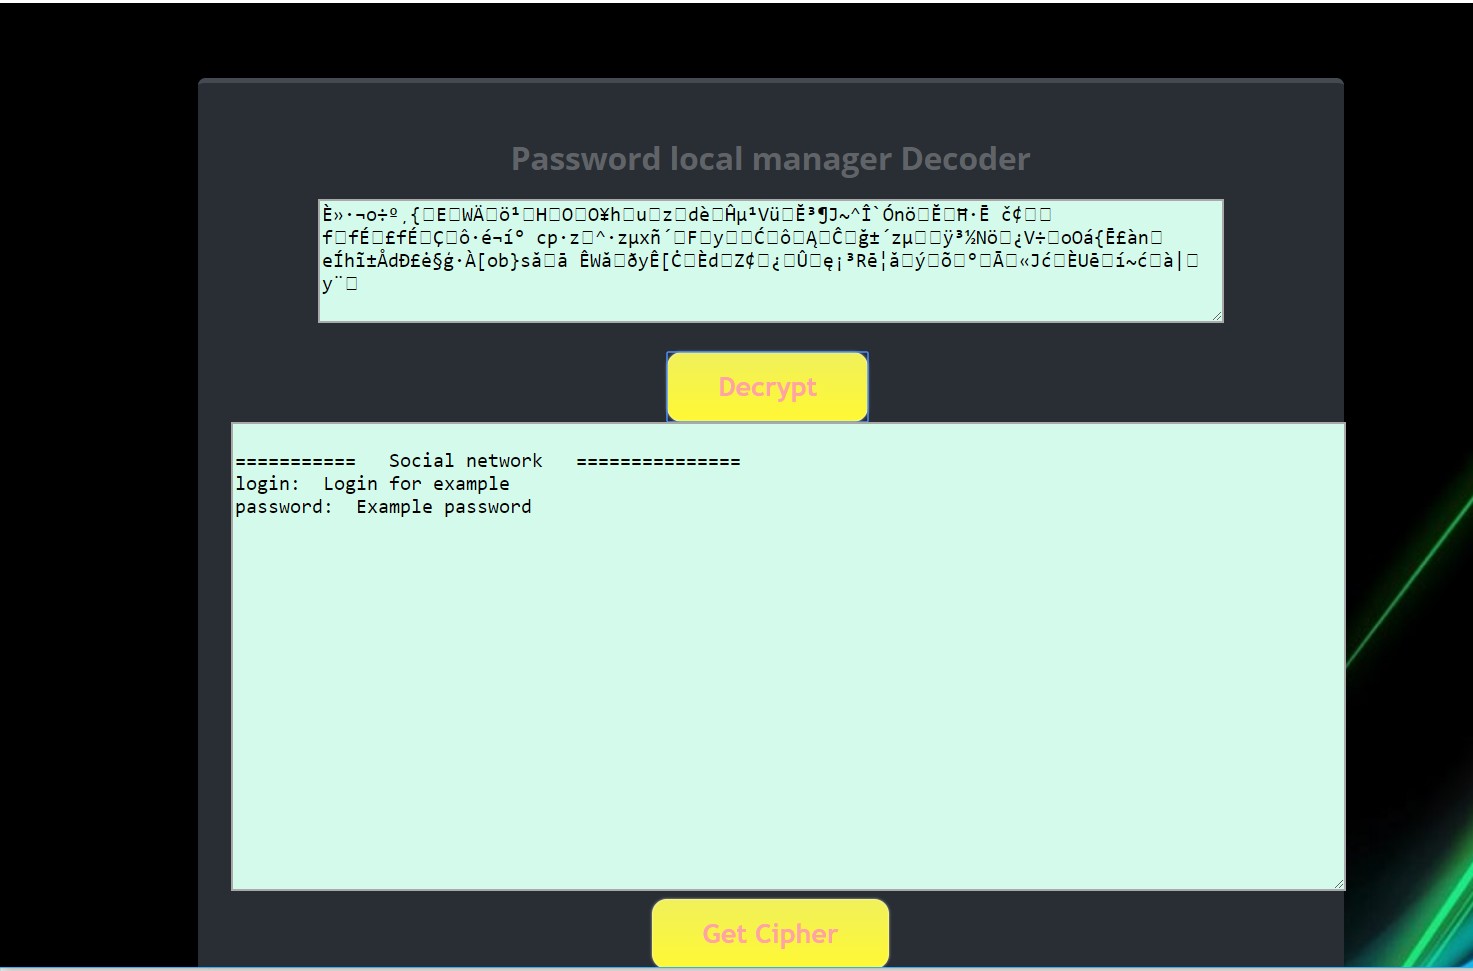 Password local manager Decoder
È»·¬o÷º¸{□E□WÄ□ö¹□H□O□O¥h□u□z□dè□Ĥµ¹Vü□Ĕ³¶J~^Î`Ónö□Ĕ□Ħ·Ē č¢□□
f□fÉ□£fÉ□Ç□ô·é¬í° cp·z□^·zµxñ´□F□y□□Ć□ô□Ą□Ĉ□ğ±´zµ□□ÿ³½Nö□¿V÷□oOá{Ē£àn□
eÍhĩ±ÅdĐ£ė§ģ·À[ob}să□ā ÊWă□ðyÊ[Ċ□Èd□Z¢□¿□Û□ę¡³Rē¦ă□ý□õ□°□Ā□«Jć□ÈUē□í~ć□à|□
y¨□
Decrypt
=========== Social network ===============
login: Login for example
password: Example password
Get Cipher